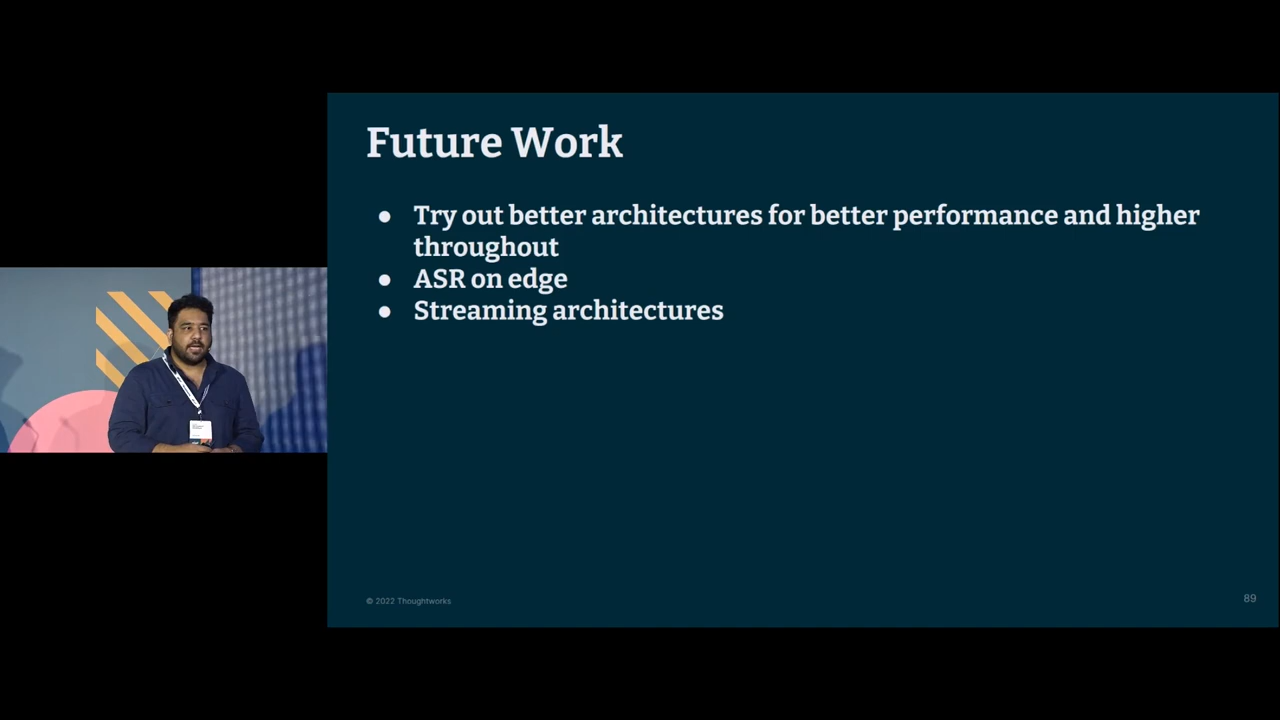 Future Work
● Try out better architectures for better performance and higher
throughout
● ASR on edge
● Streaming architectures
© 2022 Thoughtworks
89